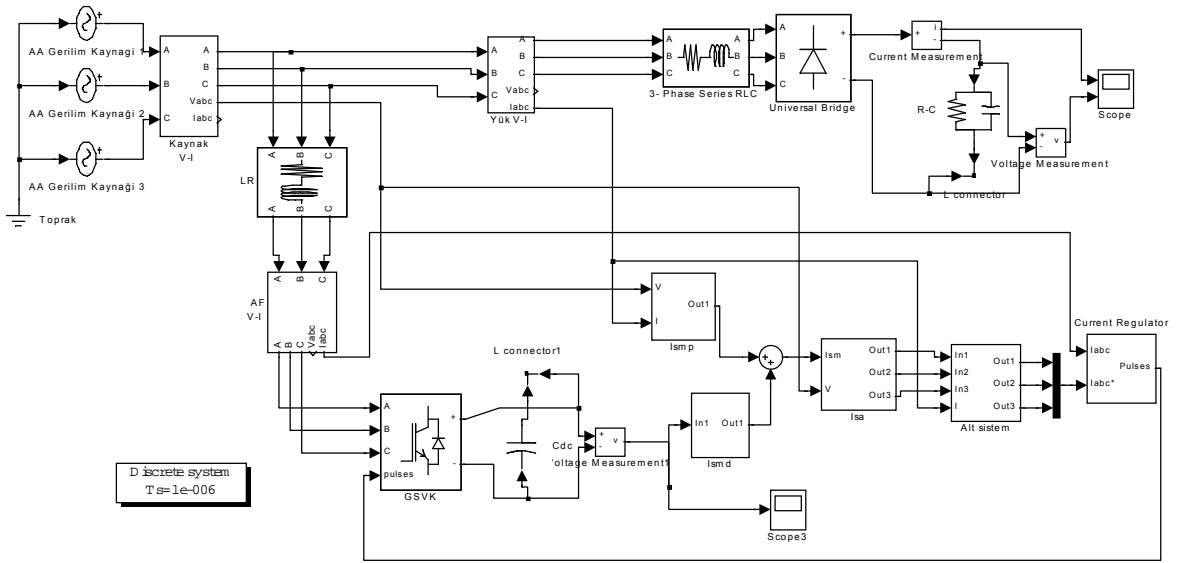 AA Gerilim Kaynagi 1
AA Gerilim Kaynaği 2
AA Gerilim Kaynaği 3
Toprak
A
B
C
A
B
C
Vabc
Iabc
Kaynak
V-I
A
B
C
A
B
C
Vabc
Iabc
Yük V-I
A
B
C
A
B
C
3- Phase Series RLC
A
B
C
+
-
Universal Bridge
+
i
-
Current Measurement
R-C
L connector
+
-
v
Voltage Measurement
Scope
A
B
C
LR
A
B
C
A
B
C
AF
V-I
A
B
C
Vabc
Iabc
V
I
Out1
Ismp
L connector1
A
B
C
pulses
+
-
GSVK
Cdc
+
-
v
Voltage Measurement1
In1
Out1
Ismd
Scope3
+
+
Ism
V
Out1
Out2
Out3
Isa
In1
In2
In3
I
Out1
Out2
Out3
Alt sistem
Current Regulator
Iabc
Iabc*
Pulses
Discrete system
Ts=1e-006